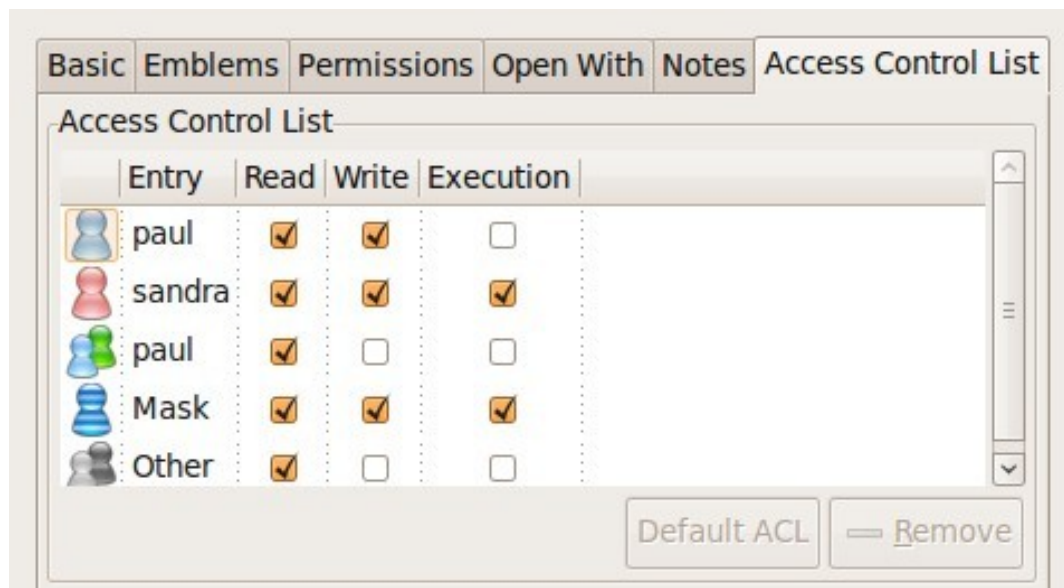 Basic Emblems Permissions Open With Notes Access Control List
Access Control List
Entry Read Write Execution
paul
sandra
paul
Mask
Other
Default ACL Remove